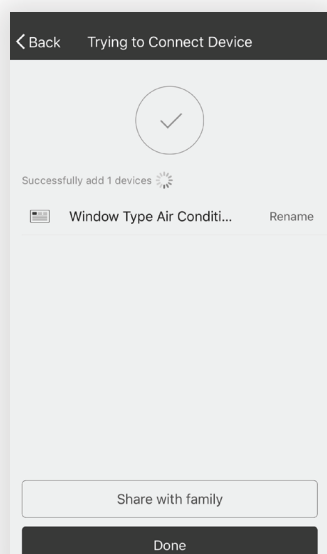 Back Trying to Connect Device
Successfully add 1 devices
Window Type Air Conditi... Rename
Share with family
Done